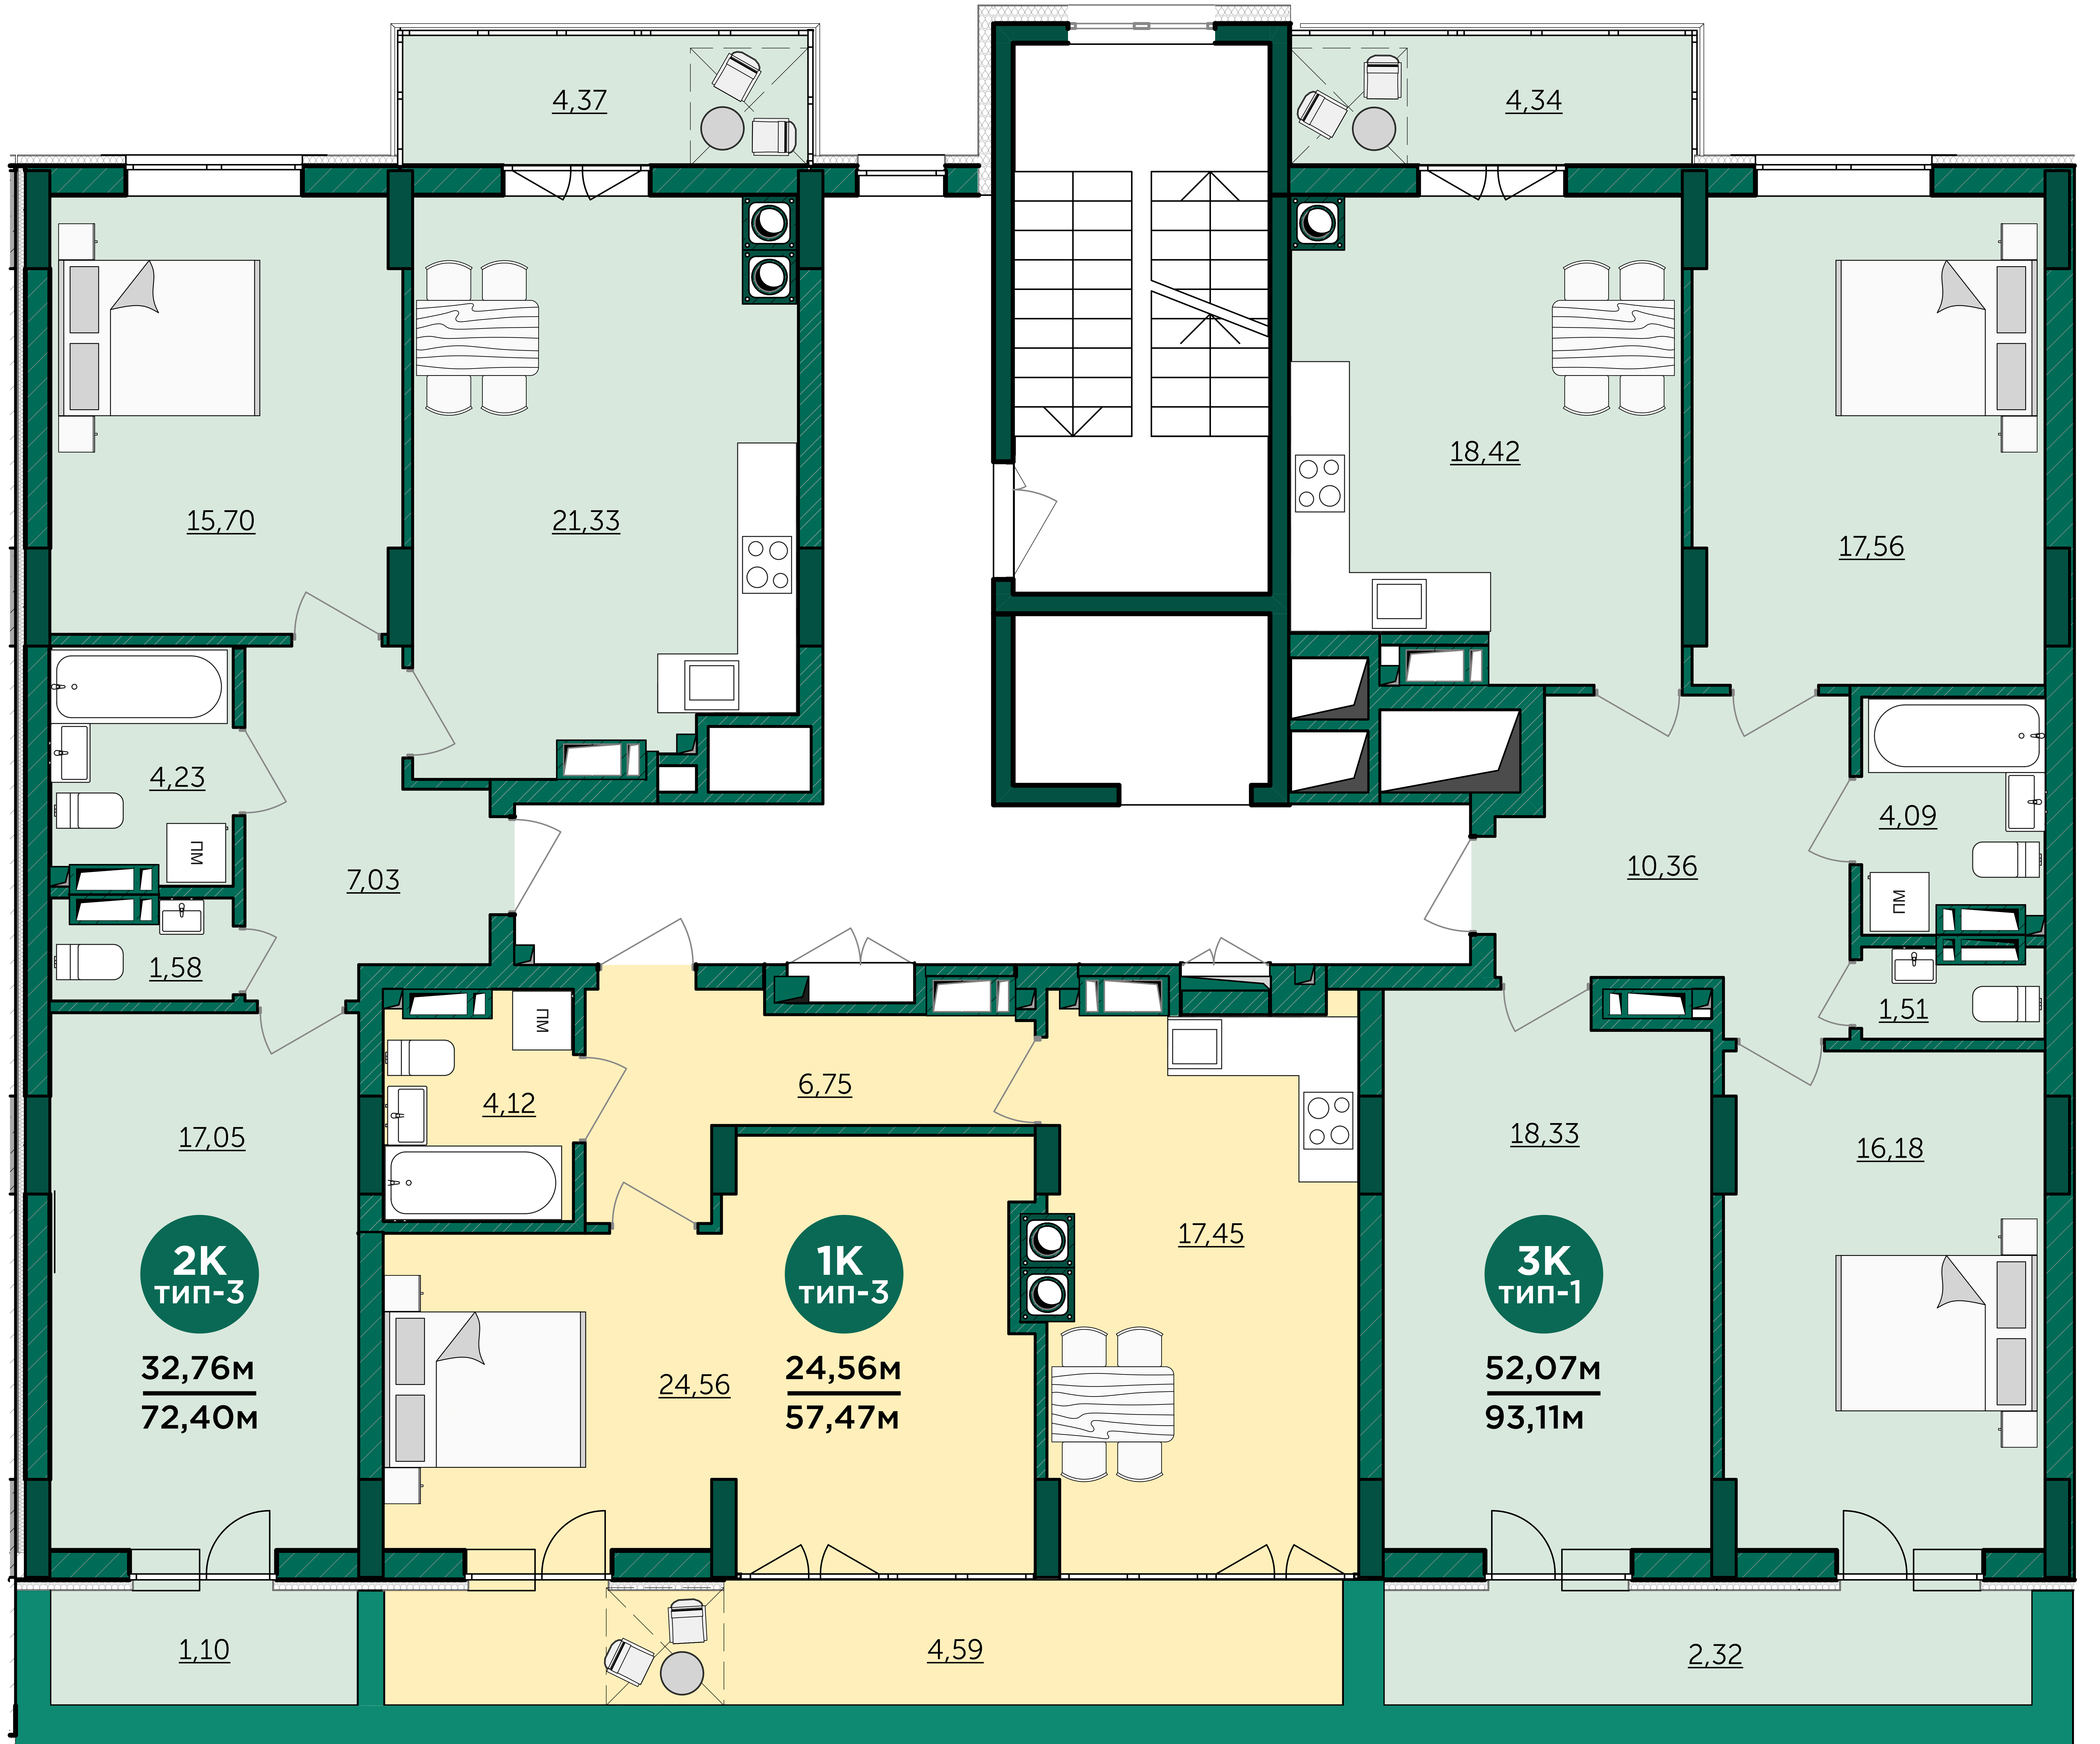 4,37
4,34
15,70
21,33
18,42
17,56
4,23
ПМ
7,03
1,58
4,09
ПМ
10,36
1,51
ПМ
4,12
6,75
17,05
18,33
16,18
17,45
24,56
2К
тип-3
32,76м
72,40м
1К
тип-3
24,56м
57,47м
3К
тип-1
52,07м
93,11м
1,10
4,59
2,32